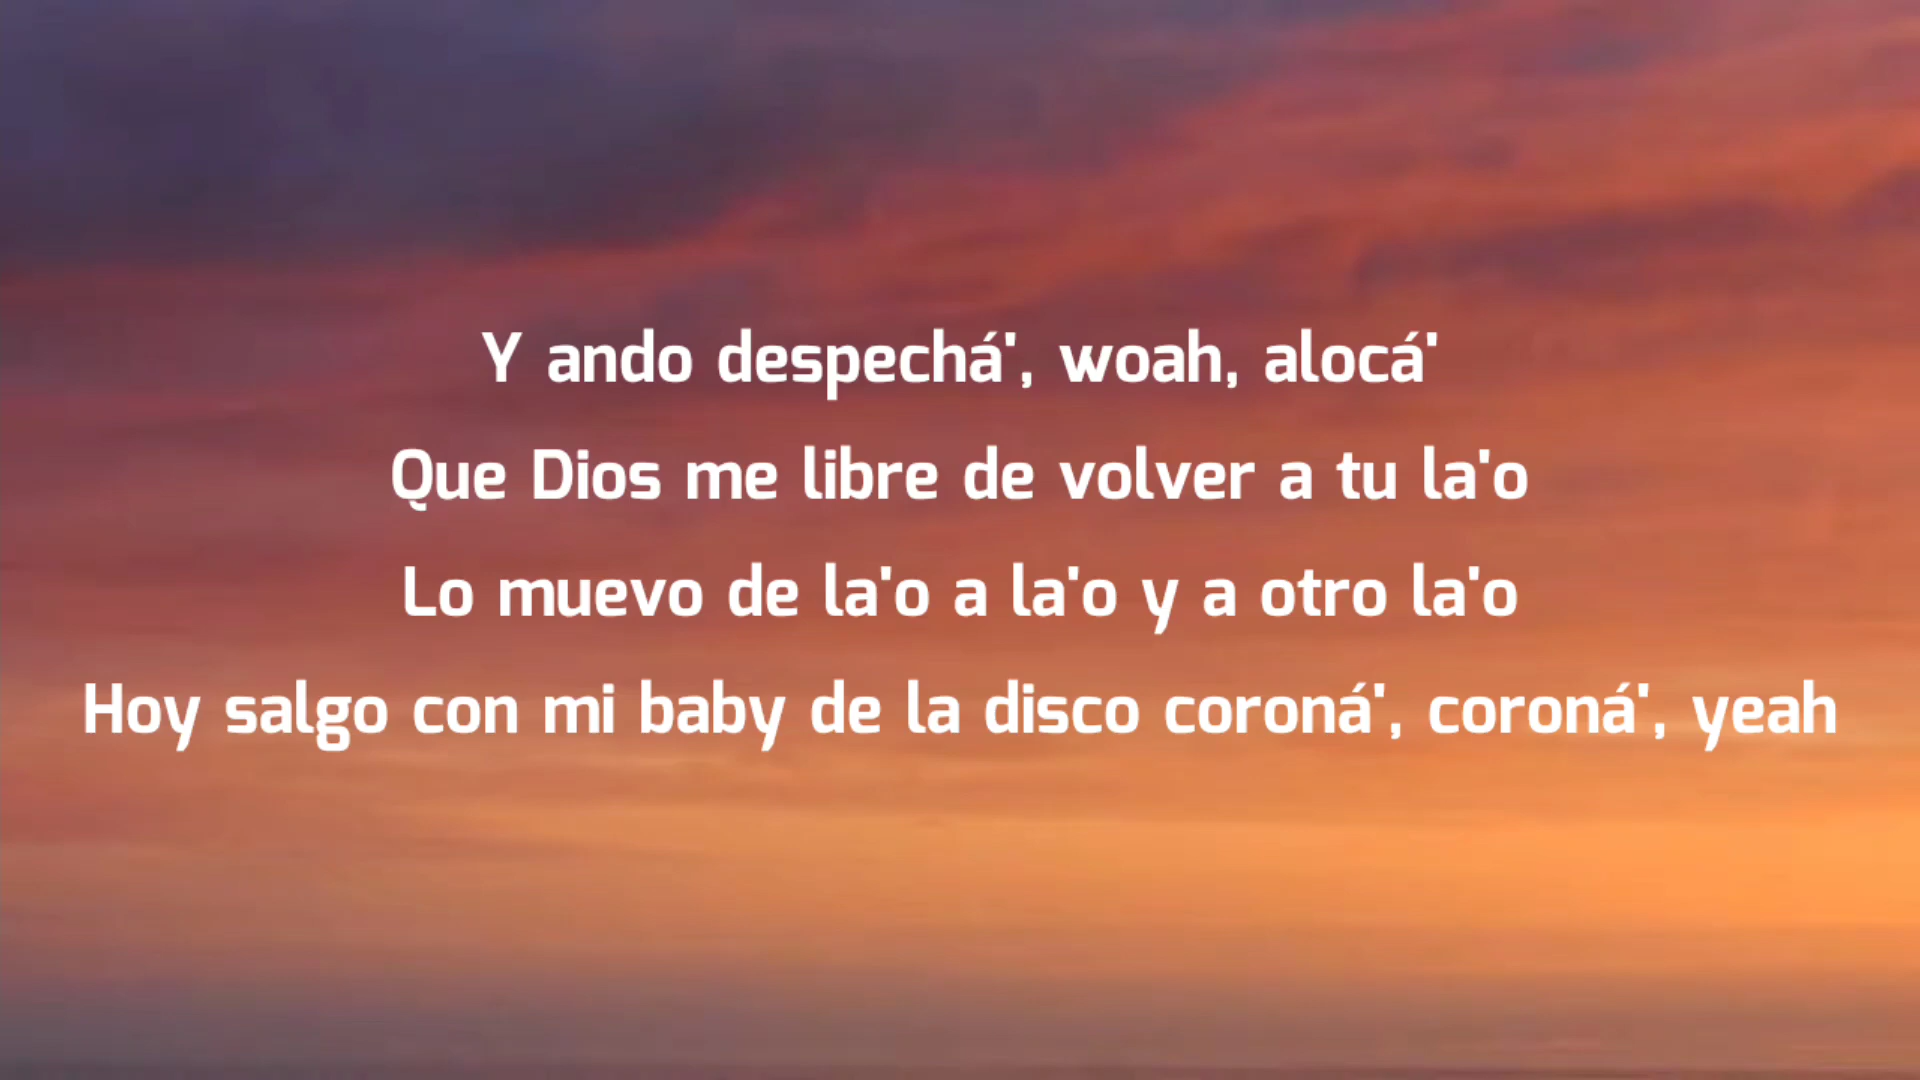 Y ando despechá', woah, alocá'
Que Dios me libre de volver a tu la'o
Lo muevo de la'o a la'o y a otro la'o
Hoy salgo con mi baby de la disco coroná', coroná', yeah